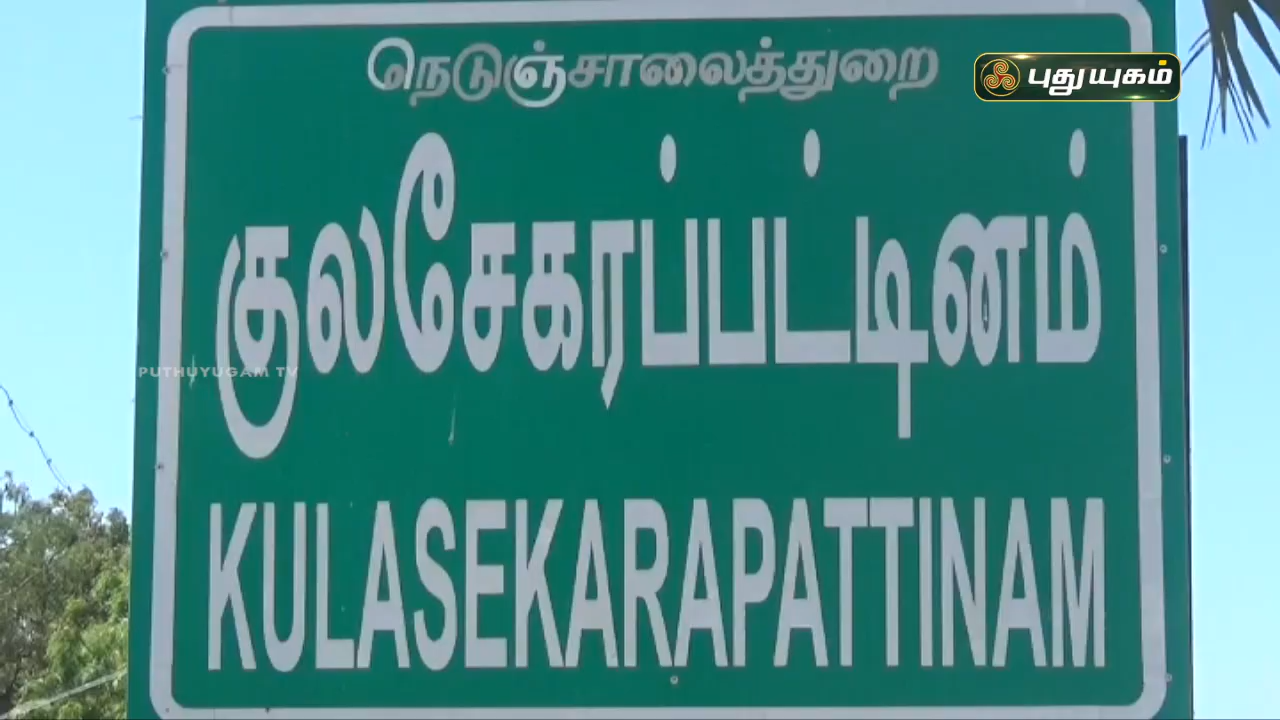 நெடுஞ்சாலைத்துறை
புதுயுகம்
குலசேகரப்பட்டினம்
PUTHUYUGAM TV
KULASEKARAPATTINAM